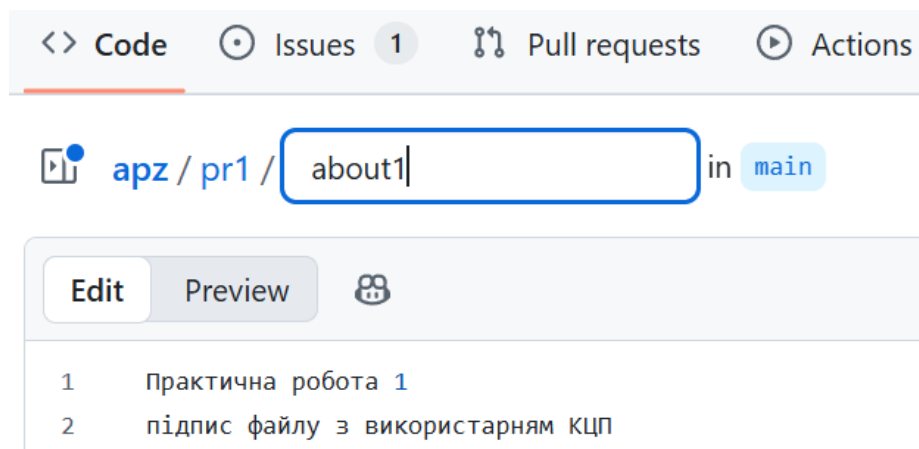 Code Issues 1 Pull requests Actions
apz / pr1 / about1 in main
Edit Preview
1 Практична робота 1
2 підпис файлу з використарням КЦП